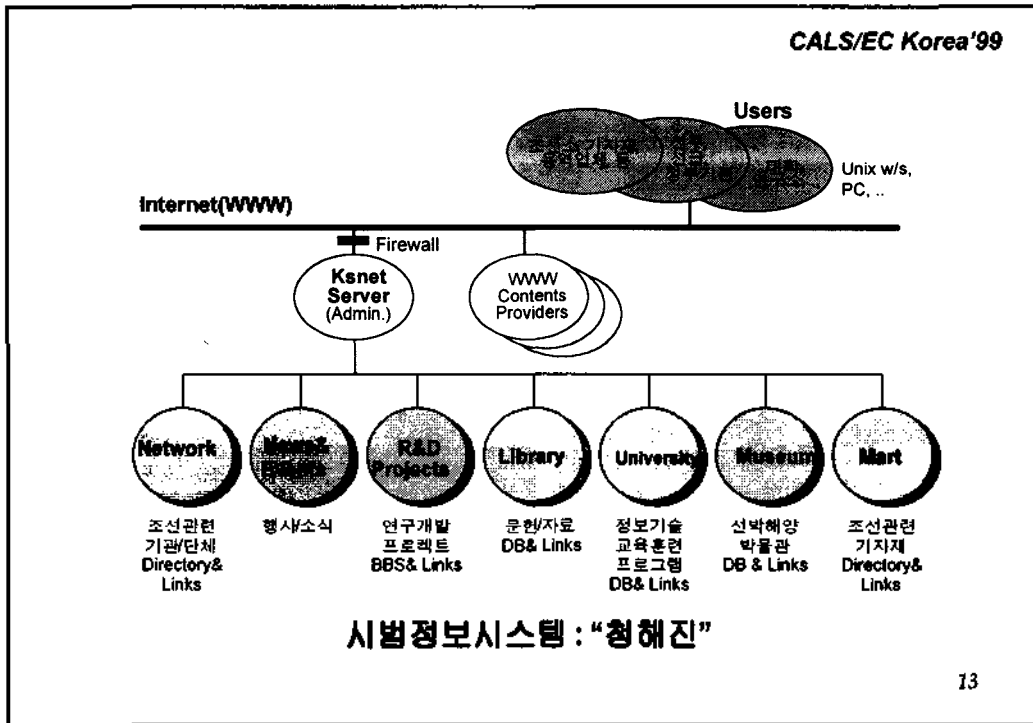 CALS/EC Korea'99
Users
Unix w/s,
PC, ..
Internet(WWW)
Firewall
Ksnet
Server
(Admin.)
WWW
Contents
Providers
Network
R&D
Projects
Library
University
Museum
Mart
조선관련
기관/단체
Directory&
Links
행사/소식
연구개발
프로젝트
BBS& Links
문헌/자료
DB& Links
정보기술
교육훈련
프로그램
DB& Links
선박해양
박물관
DB & Links
조선관련
기자재
Directory&
Links
시범정보시스템 : “청해진”
13